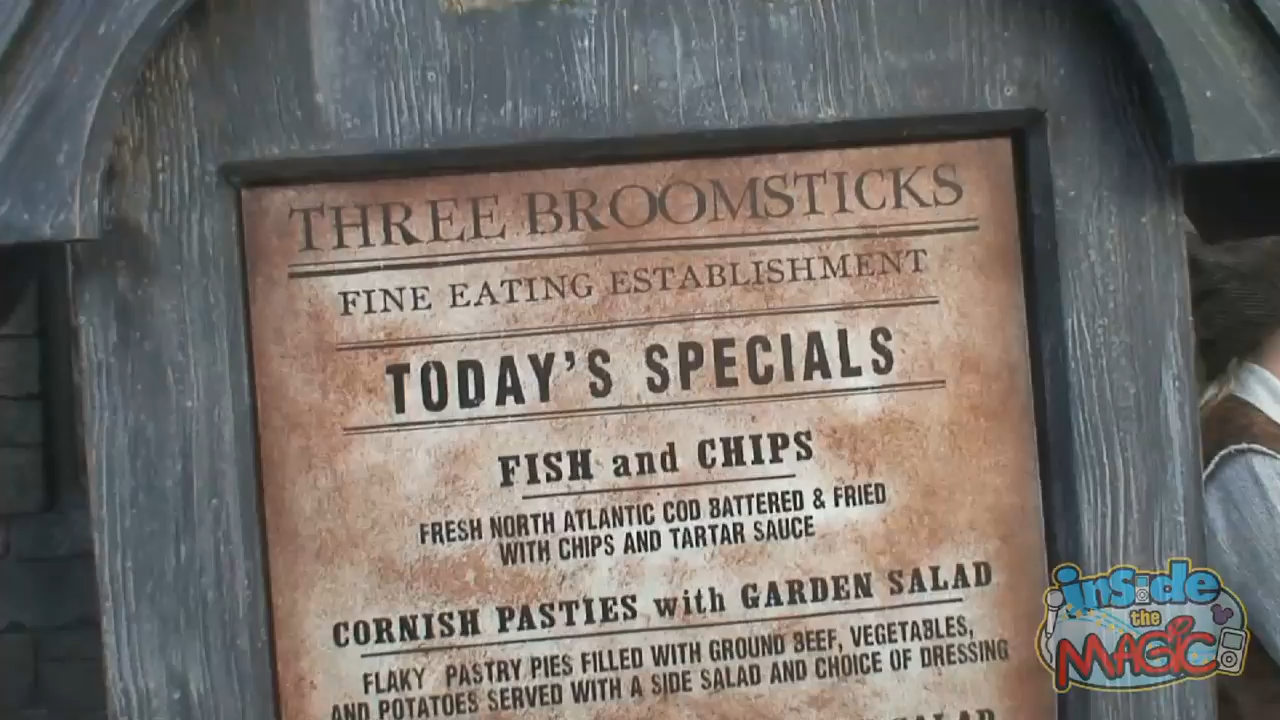 THREE BROOMSTICKS
FINE EATING ESTABLISHMENT
TODAY'S SPECIALS
FISH and CHIPS
FRESH NORTH ATLANTIC COD BATTERED & FRIED
WITH CHIPS AND TARTAR SAUCE
CORNISH PASTIES with GARDEN SALAD
FLAKY PASTRY PIES FILLED WITH GROUND BEEF, VEGETABLES,
AND POTATOES SERVED WITH A SIDE SALAD AND CHOICE OF DRESSING
SALAD
inside
the
MAGIC